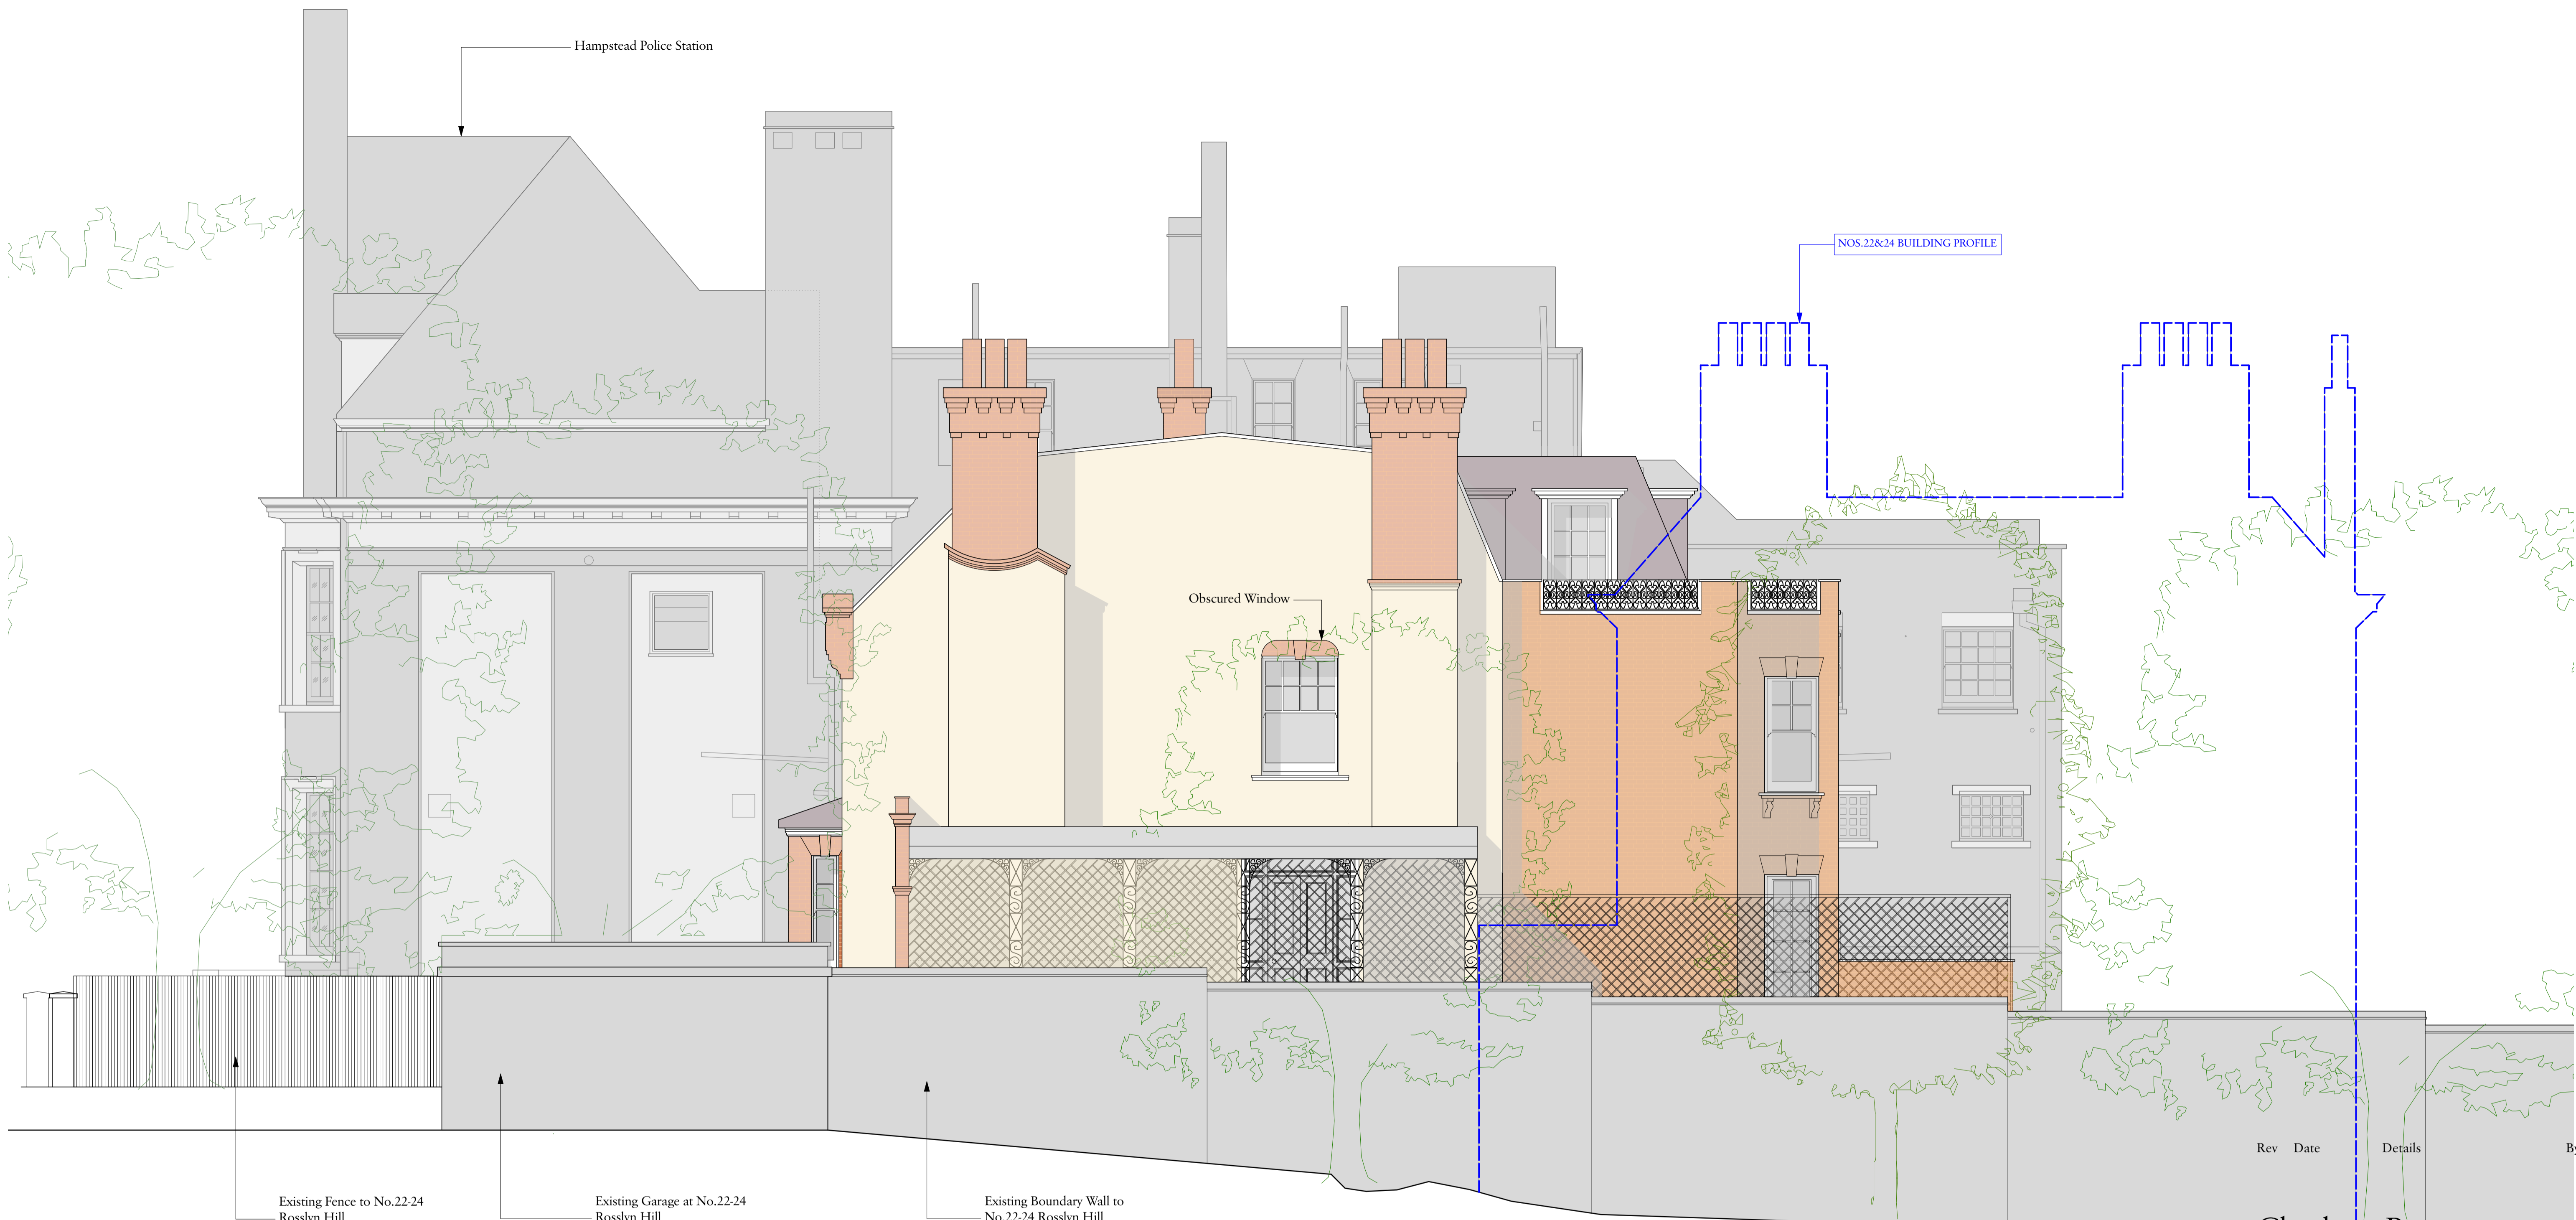 Hampstead Police Station
NOS.22&24 BUILDING PROFILE
Obscured Window
Rev Date Details
Existing Fence to No.22-24
Rosslyn Hill
Existing Garage at No.22-24
Rosslyn Hill
Existing Boundary Wall to
No.22-24 Rosslyn Hill